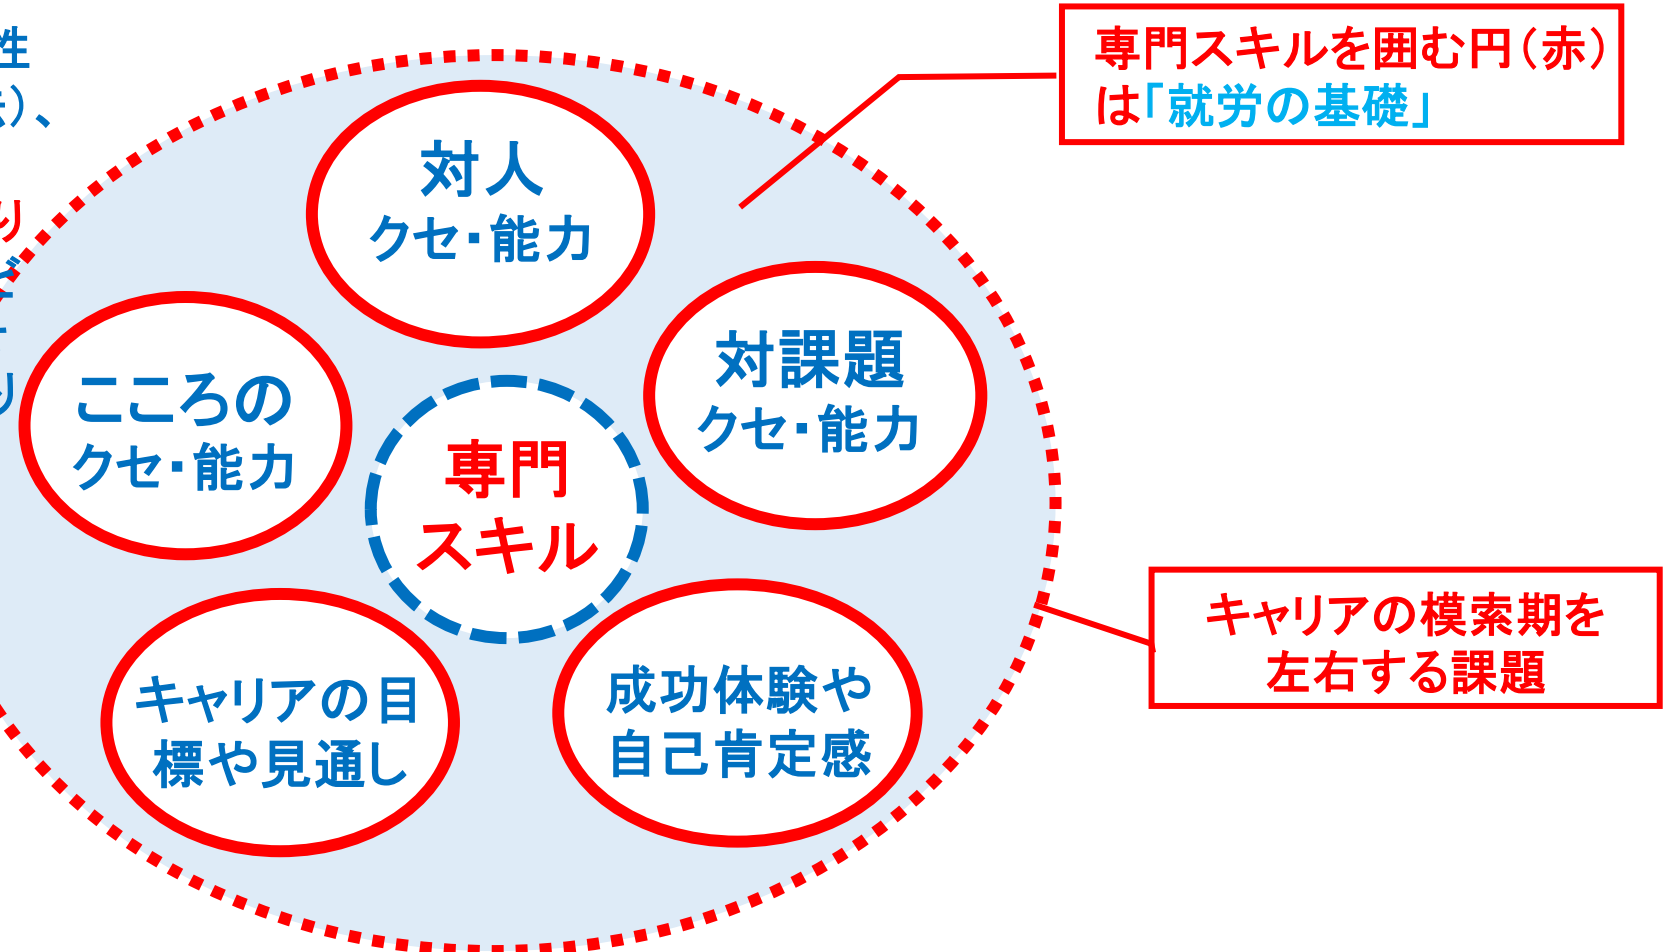 性
）、
り
専門スキルを囲む円（赤）
は「就労の基礎」
対人
クセ・能力
対課題
クセ・能力
こころの
クセ・能力
専門
スキル
キャリアの目
標や見通し
成功体験や
自己肯定感
キャリアの模索期を
左右する課題